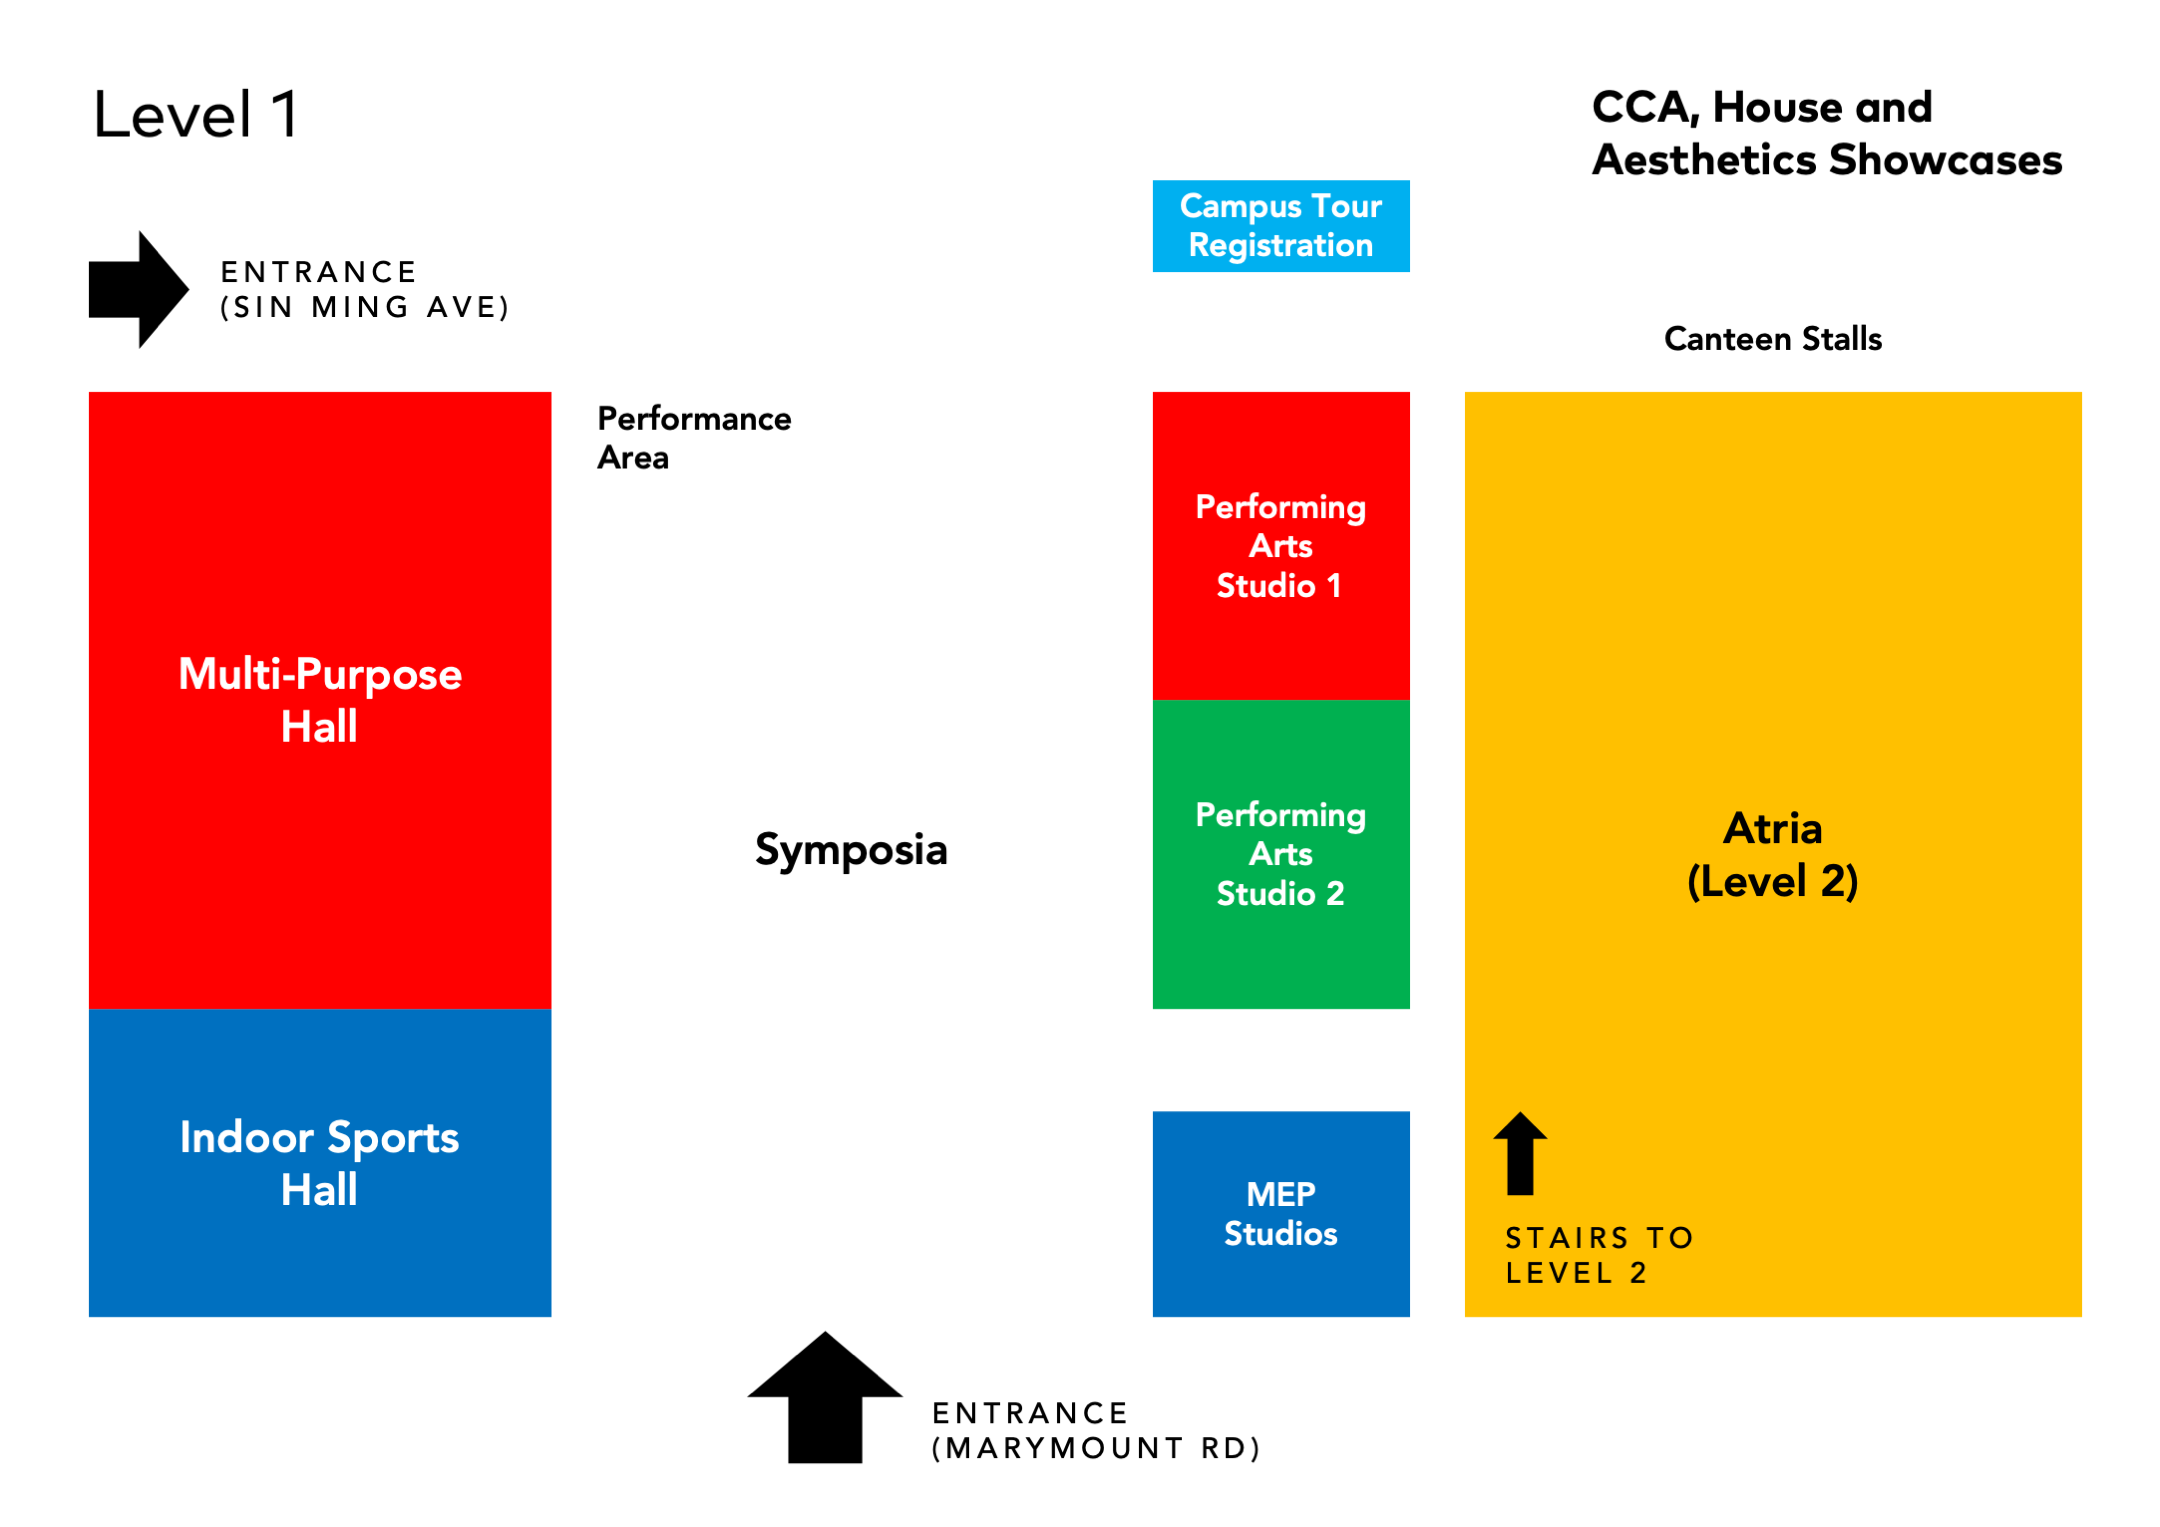 Level 1
CCA, House and
Aesthetics Showcases
Campus Tour
Registration
ENTRANCE
(SIN MING AVE)
Canteen Stalls
Performance
Area
Performing
Arts
Studio 1
Multi-Purpose
Hall
Symposia
Performing
Arts
Studio 2
Atria
(Level 2)
Indoor Sports
Hall
MEP
Studios
STAIRS TO
LEVEL 2
ENTRANCE
(MARYMOUNT RD)